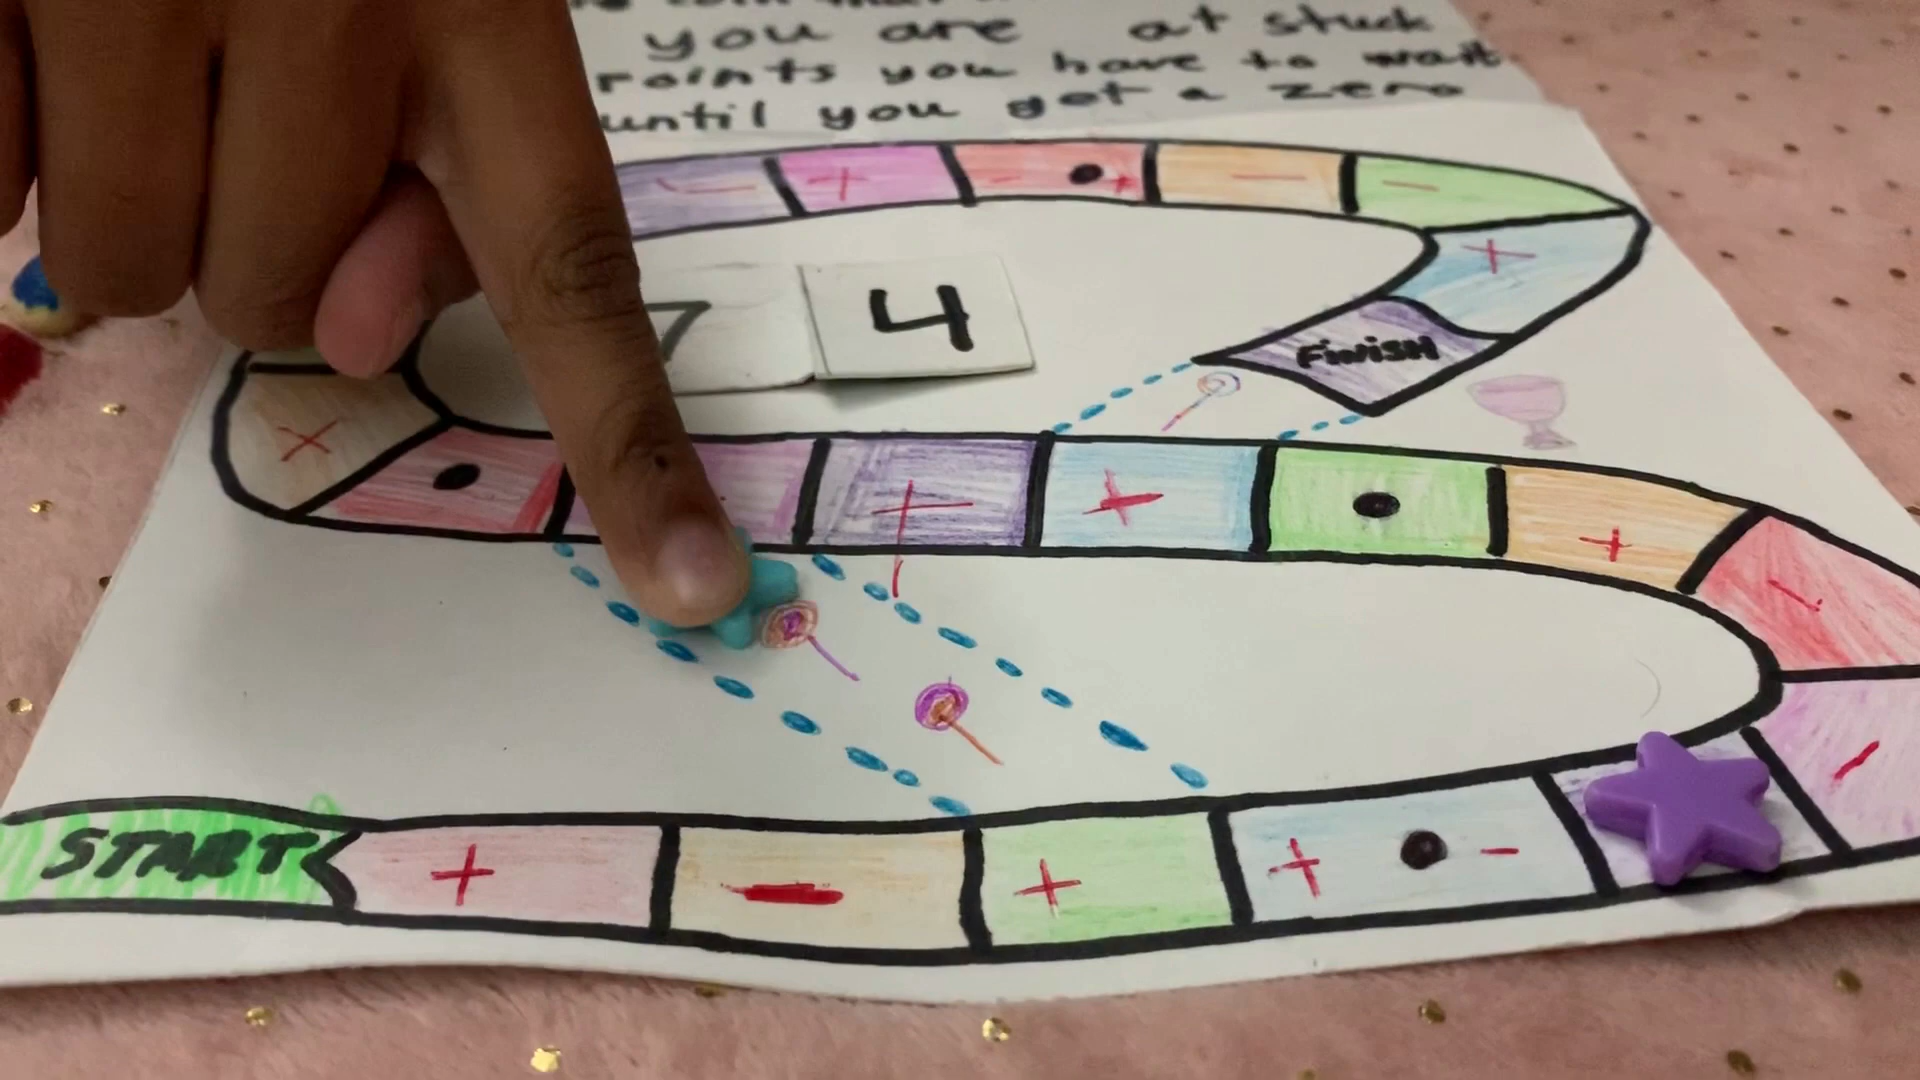 you are at stuck
points you have to wait
until you get a zero
7 4
FINISH
START